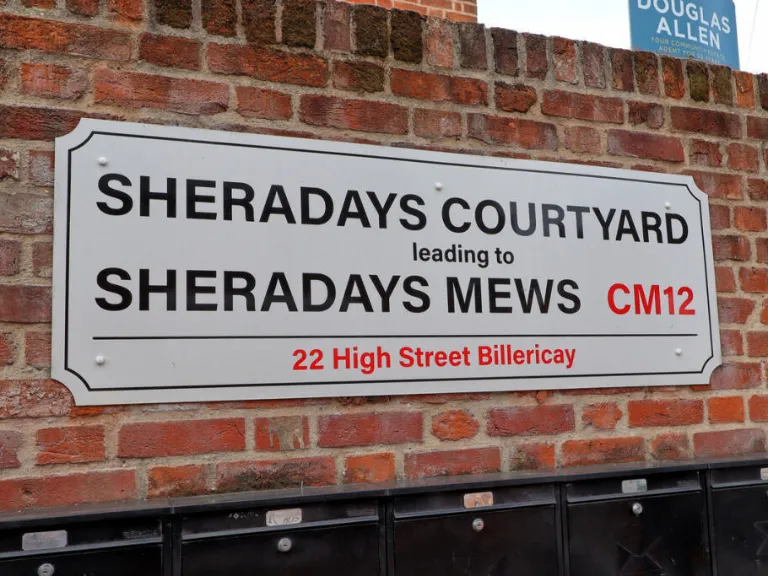 DOUGLAS
ALLEN
SHERADAYS COURTYARD
leading to
SHERADAYS MEWS CM12
22 High Street Billericay